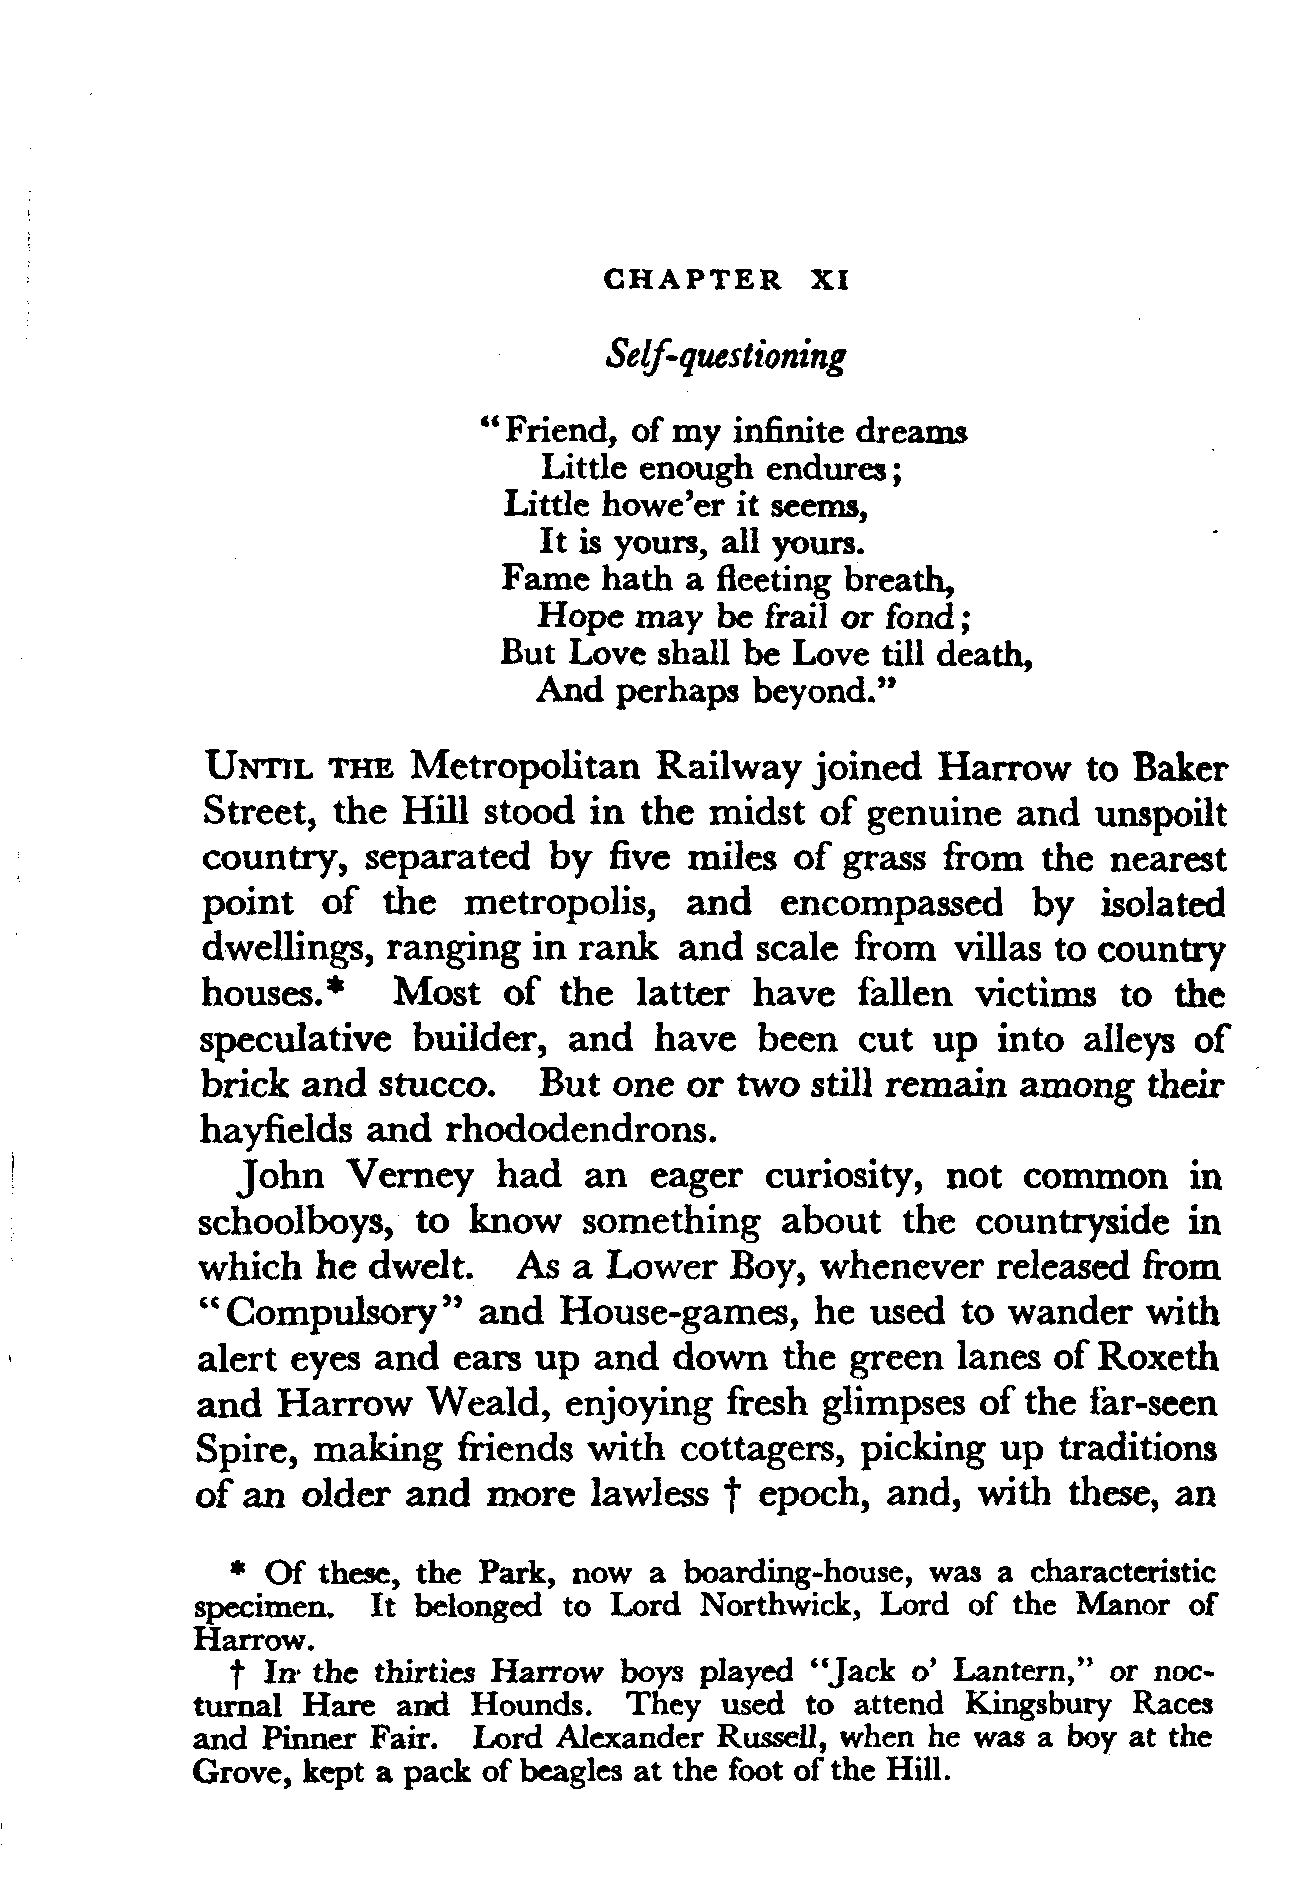 CHAPTER XI
Self-questioning
“Friend, of my infinite dreams
Little enough endures;
Little howe’er it seems,
It is yours, all yours.
Fame hath a fleeting breath,
Hope may be frail or fond;
But Love shall be Love till death,
And perhaps beyond.”
UNTIL THE Metropolitan Railway joined Harrow to Baker
Street, the Hill stood in the midst of genuine and unspoilt
country, separated by five miles of grass from the nearest
point of the metropolis, and encompassed by isolated
dwellings, ranging in rank and scale from villas to country
houses.* Most of the latter have fallen victims to the
speculative builder, and have been cut up into alleys of
brick and stucco. But one or two still remain among their
hayfields and rhododendrons.
John Verney had an eager curiosity, not common in
schoolboys, to know something about the countryside in
which he dwelt. As a Lower Boy, whenever released from
“Compulsory” and House-games, he used to wander with
alert eyes and ears up and down the green lanes of Roxeth
and Harrow Weald, enjoying fresh glimpses of the far-seen
Spire, making friends with cottagers, picking up traditions
of an older and more lawless † epoch, and, with these, an
* Of these, the Park, now a boarding-house, was a characteristic
specimen. It belonged to Lord Northwick, Lord of the Manor of
Harrow.
† In the thirties Harrow boys played “Jack o’ Lantern,” or noc-
turnal Hare and Hounds. They used to attend Kingsbury Races
and Pinner Fair. Lord Alexander Russell, when he was a boy at the
Grove, kept a pack of beagles at the foot of the Hill.